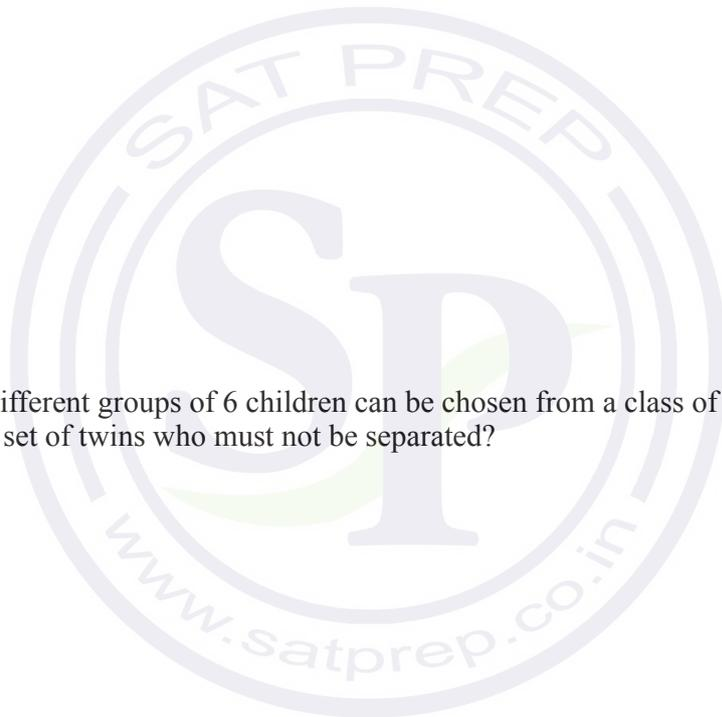 SAT PREP
SP
ifferent groups of 6 children can be chosen from a class of
set of twins who must not be separated?
www.satprep.co.in